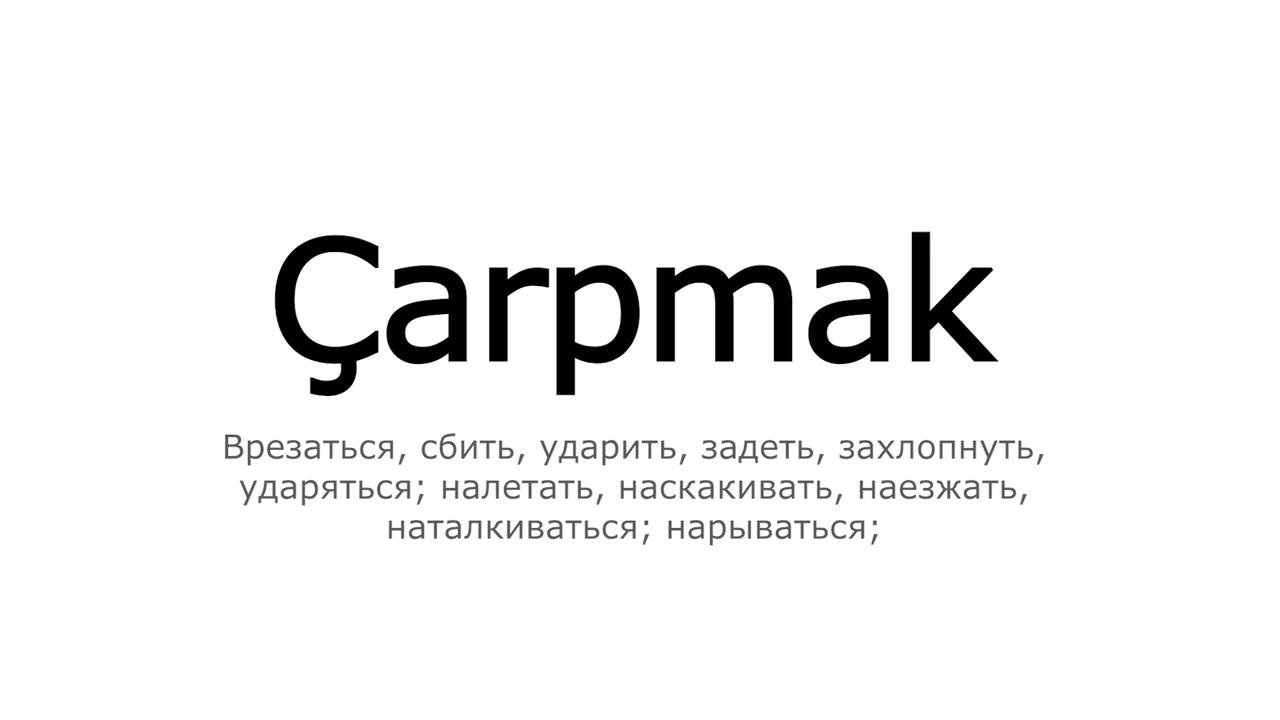 Çarpmak
Врезаться, сбить, ударить, задеть, захлопнуть,
ударяться; налетать, наскакивать, наезжать,
наталкиваться; нарываться;